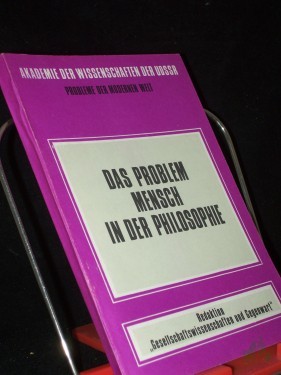 AKADEMIE DER WISSENSCHAFTEN DER UDSSR
PROBLEME DER MODERNEN WELT
DAS PROBLEM
MENSCH
IN DER PHILOSOPHIE
Redaktion
„Gesellschaftswissenschaften und Gegenwart“